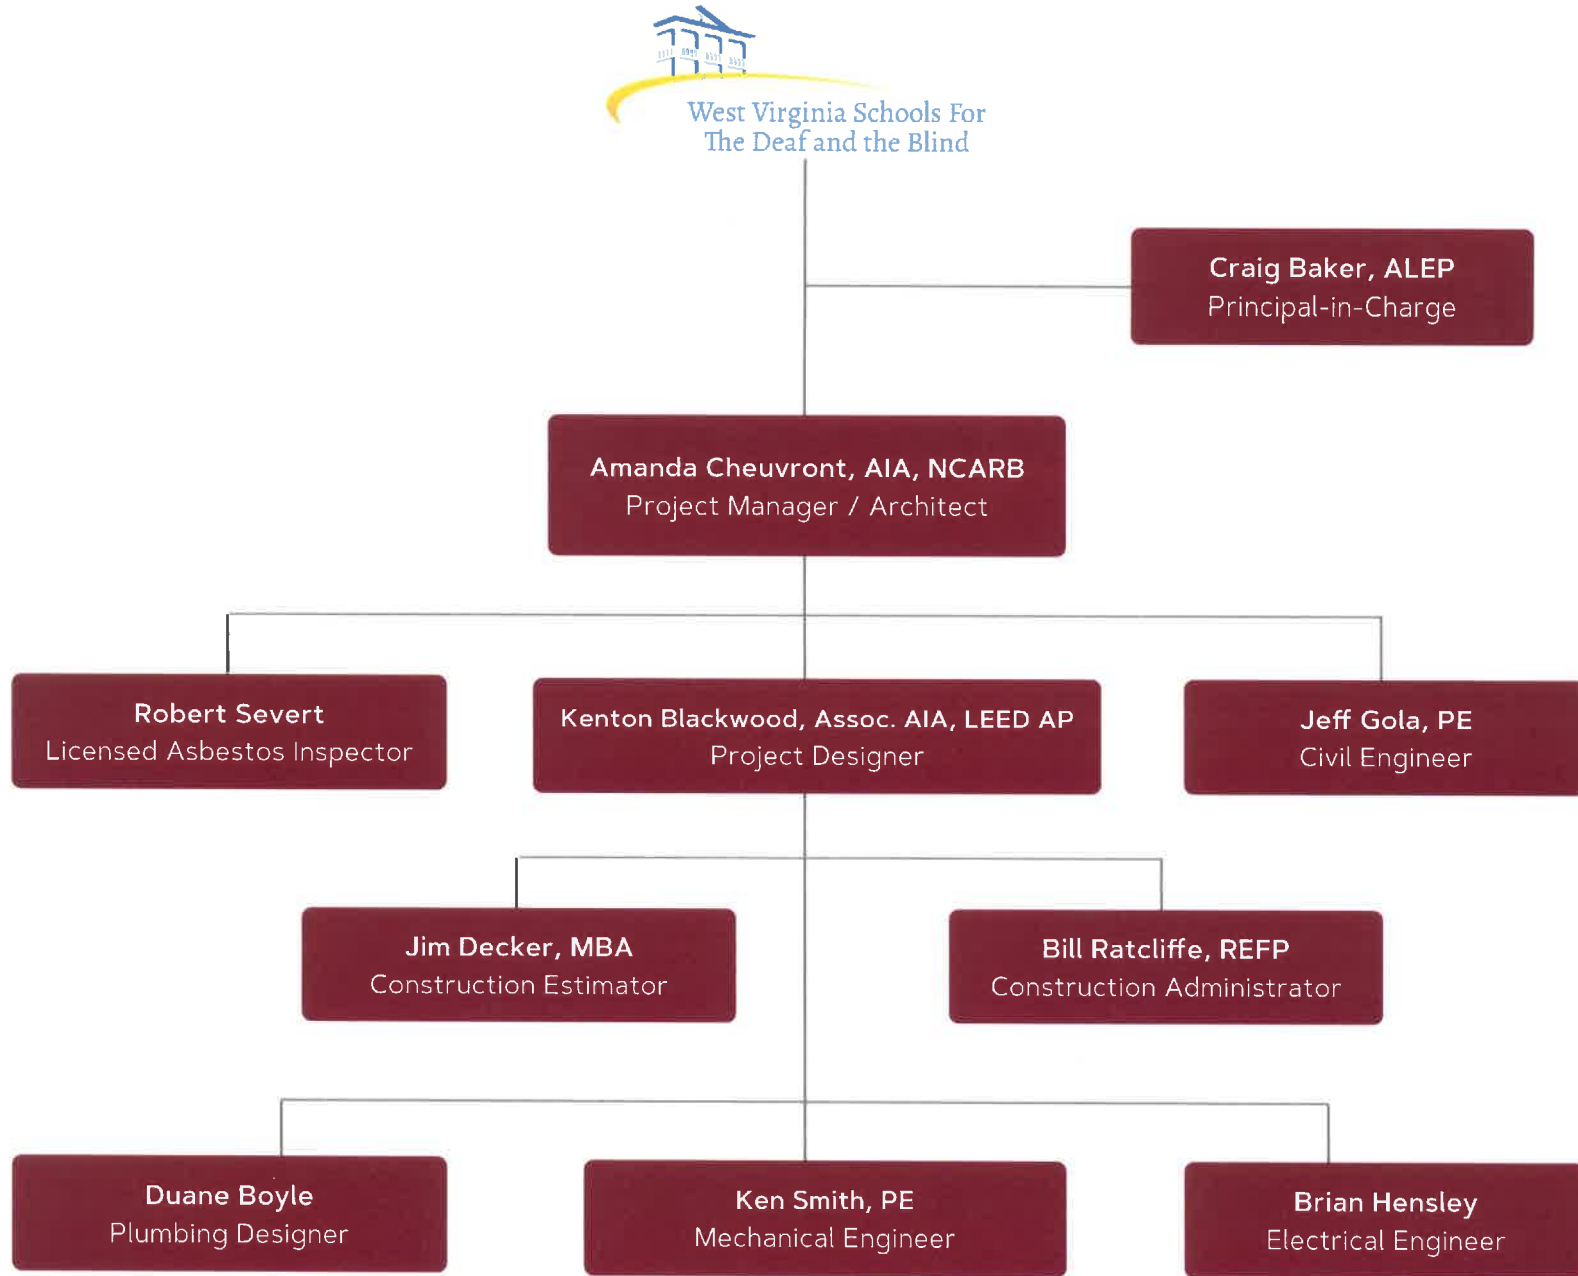 West Virginia Schools For
The Deaf and the Blind
Craig Baker, ALEP
Principal-in-Charge
Amanda Cheuvront, AIA, NCARB
Project Manager / Architect
Robert Severt
Licensed Asbestos Inspector
Kenton Blackwood, Assoc. AIA, LEED AP
Project Designer
Jeff Gola, PE
Civil Engineer
Jim Decker, MBA
Construction Estimator
Bill Ratcliffe, REFP
Construction Administrator
Duane Boyle
Plumbing Designer
Ken Smith, PE
Mechanical Engineer
Brian Hensley
Electrical Engineer